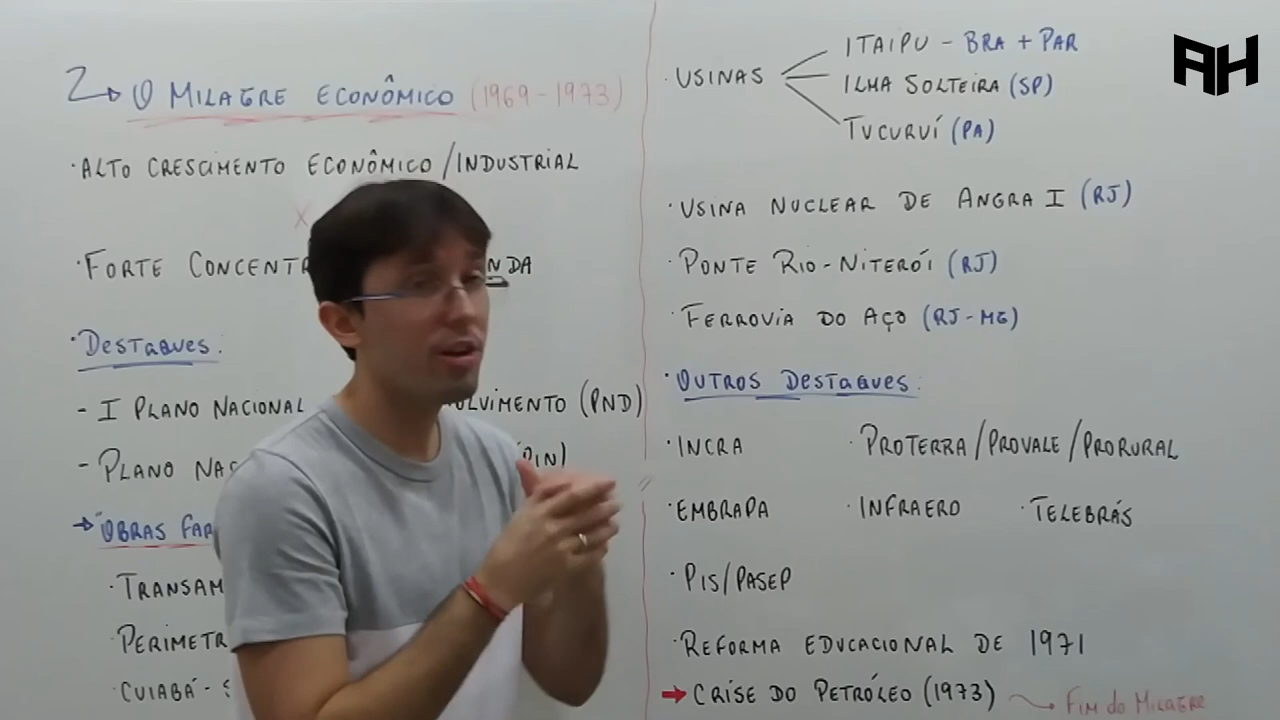 2 → O MILAGRE ECONÔMICO (1969-1973)
· ALTO CRESCIMENTO ECONÔMICO/INDUSTRIAL
X
· FORTE CONCENTR NDA
· DESTAQUES:
- I PLANO NACIONAL OLVIMENTO (PND)
- PLANO NAC (PIN)
→ "OBRAS FAR
· TRANSAM
· PERIMETR
· CUIABÁ - S
· USINAS
ITAIPU - BRA + PAR
ILHA SOLTEIRA (SP)
TUCURUÍ (PA)
· USINA NUCLEAR DE ANGRA I (RJ)
· PONTE RIO-NITERÓI (RJ)
· FERROVIA DO AÇO (RJ-MG)
· OUTROS DESTAQUES:
· INCRA · PROTERRA/PROVALE/PRORURAL
· EMBRAPA · INFRAERO · TELEBRÁS
· PIS/PASEP
· REFORMA EDUCACIONAL DE 1971
→ CRISE DO PETRÓLEO (1973) → FIM DO MILAGRE
AH